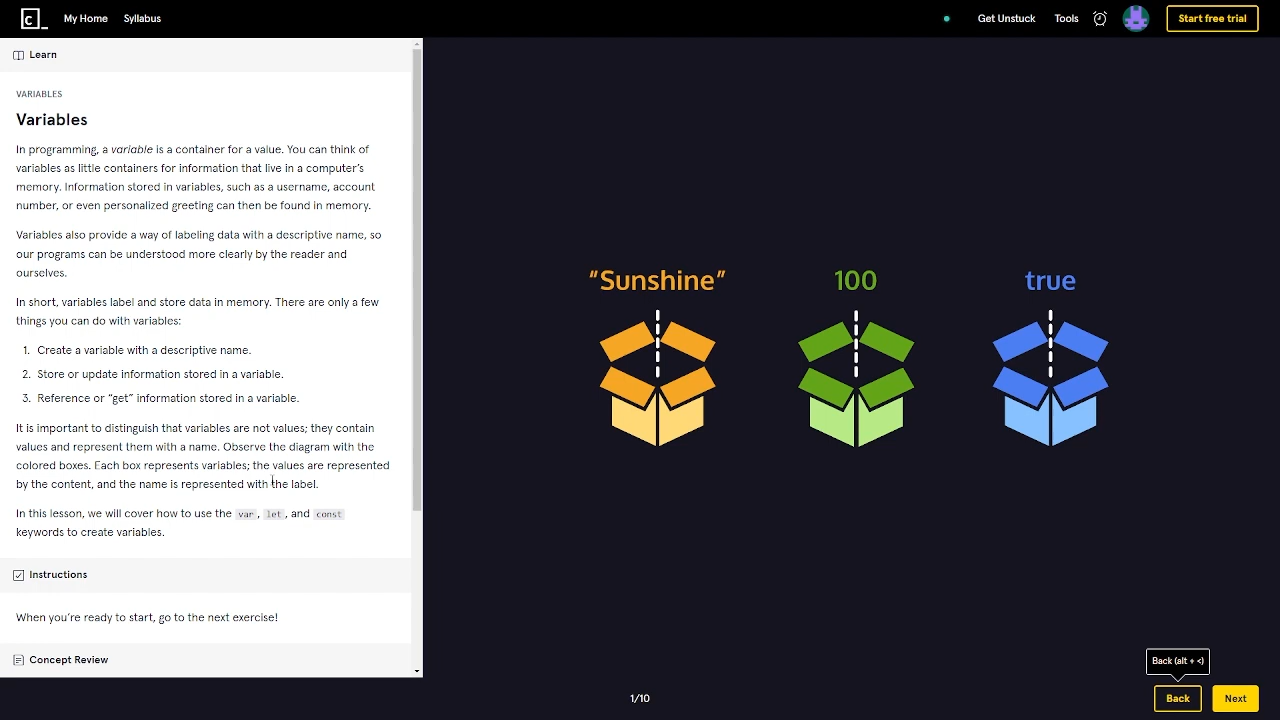 C_ My Home Syllabus Get Unstuck Tools Start free trial
Learn
VARIABLES
Variables
In programming, a variable is a container for a value. You can think of
variables as little containers for information that live in a computer’s
memory. Information stored in variables, such as a username, account
number, or even personalized greeting can then be found in memory.
Variables also provide a way of labeling data with a descriptive name, so
our programs can be understood more clearly by the reader and
ourselves.
In short, variables label and store data in memory. There are only a few
things you can do with variables:
1. Create a variable with a descriptive name.
2. Store or update information stored in a variable.
3. Reference or “get” information stored in a variable.
It is important to distinguish that variables are not values; they contain
values and represent them with a name. Observe the diagram with the
colored boxes. Each box represents variables; the values are represented
by the content, and the name is represented with the label.
In this lesson, we will cover how to use the var, let, and const
keywords to create variables.
Instructions
When you’re ready to start, go to the next exercise!
Concept Review
“Sunshine” 100 true
Back (alt + <)
1/10 Back Next